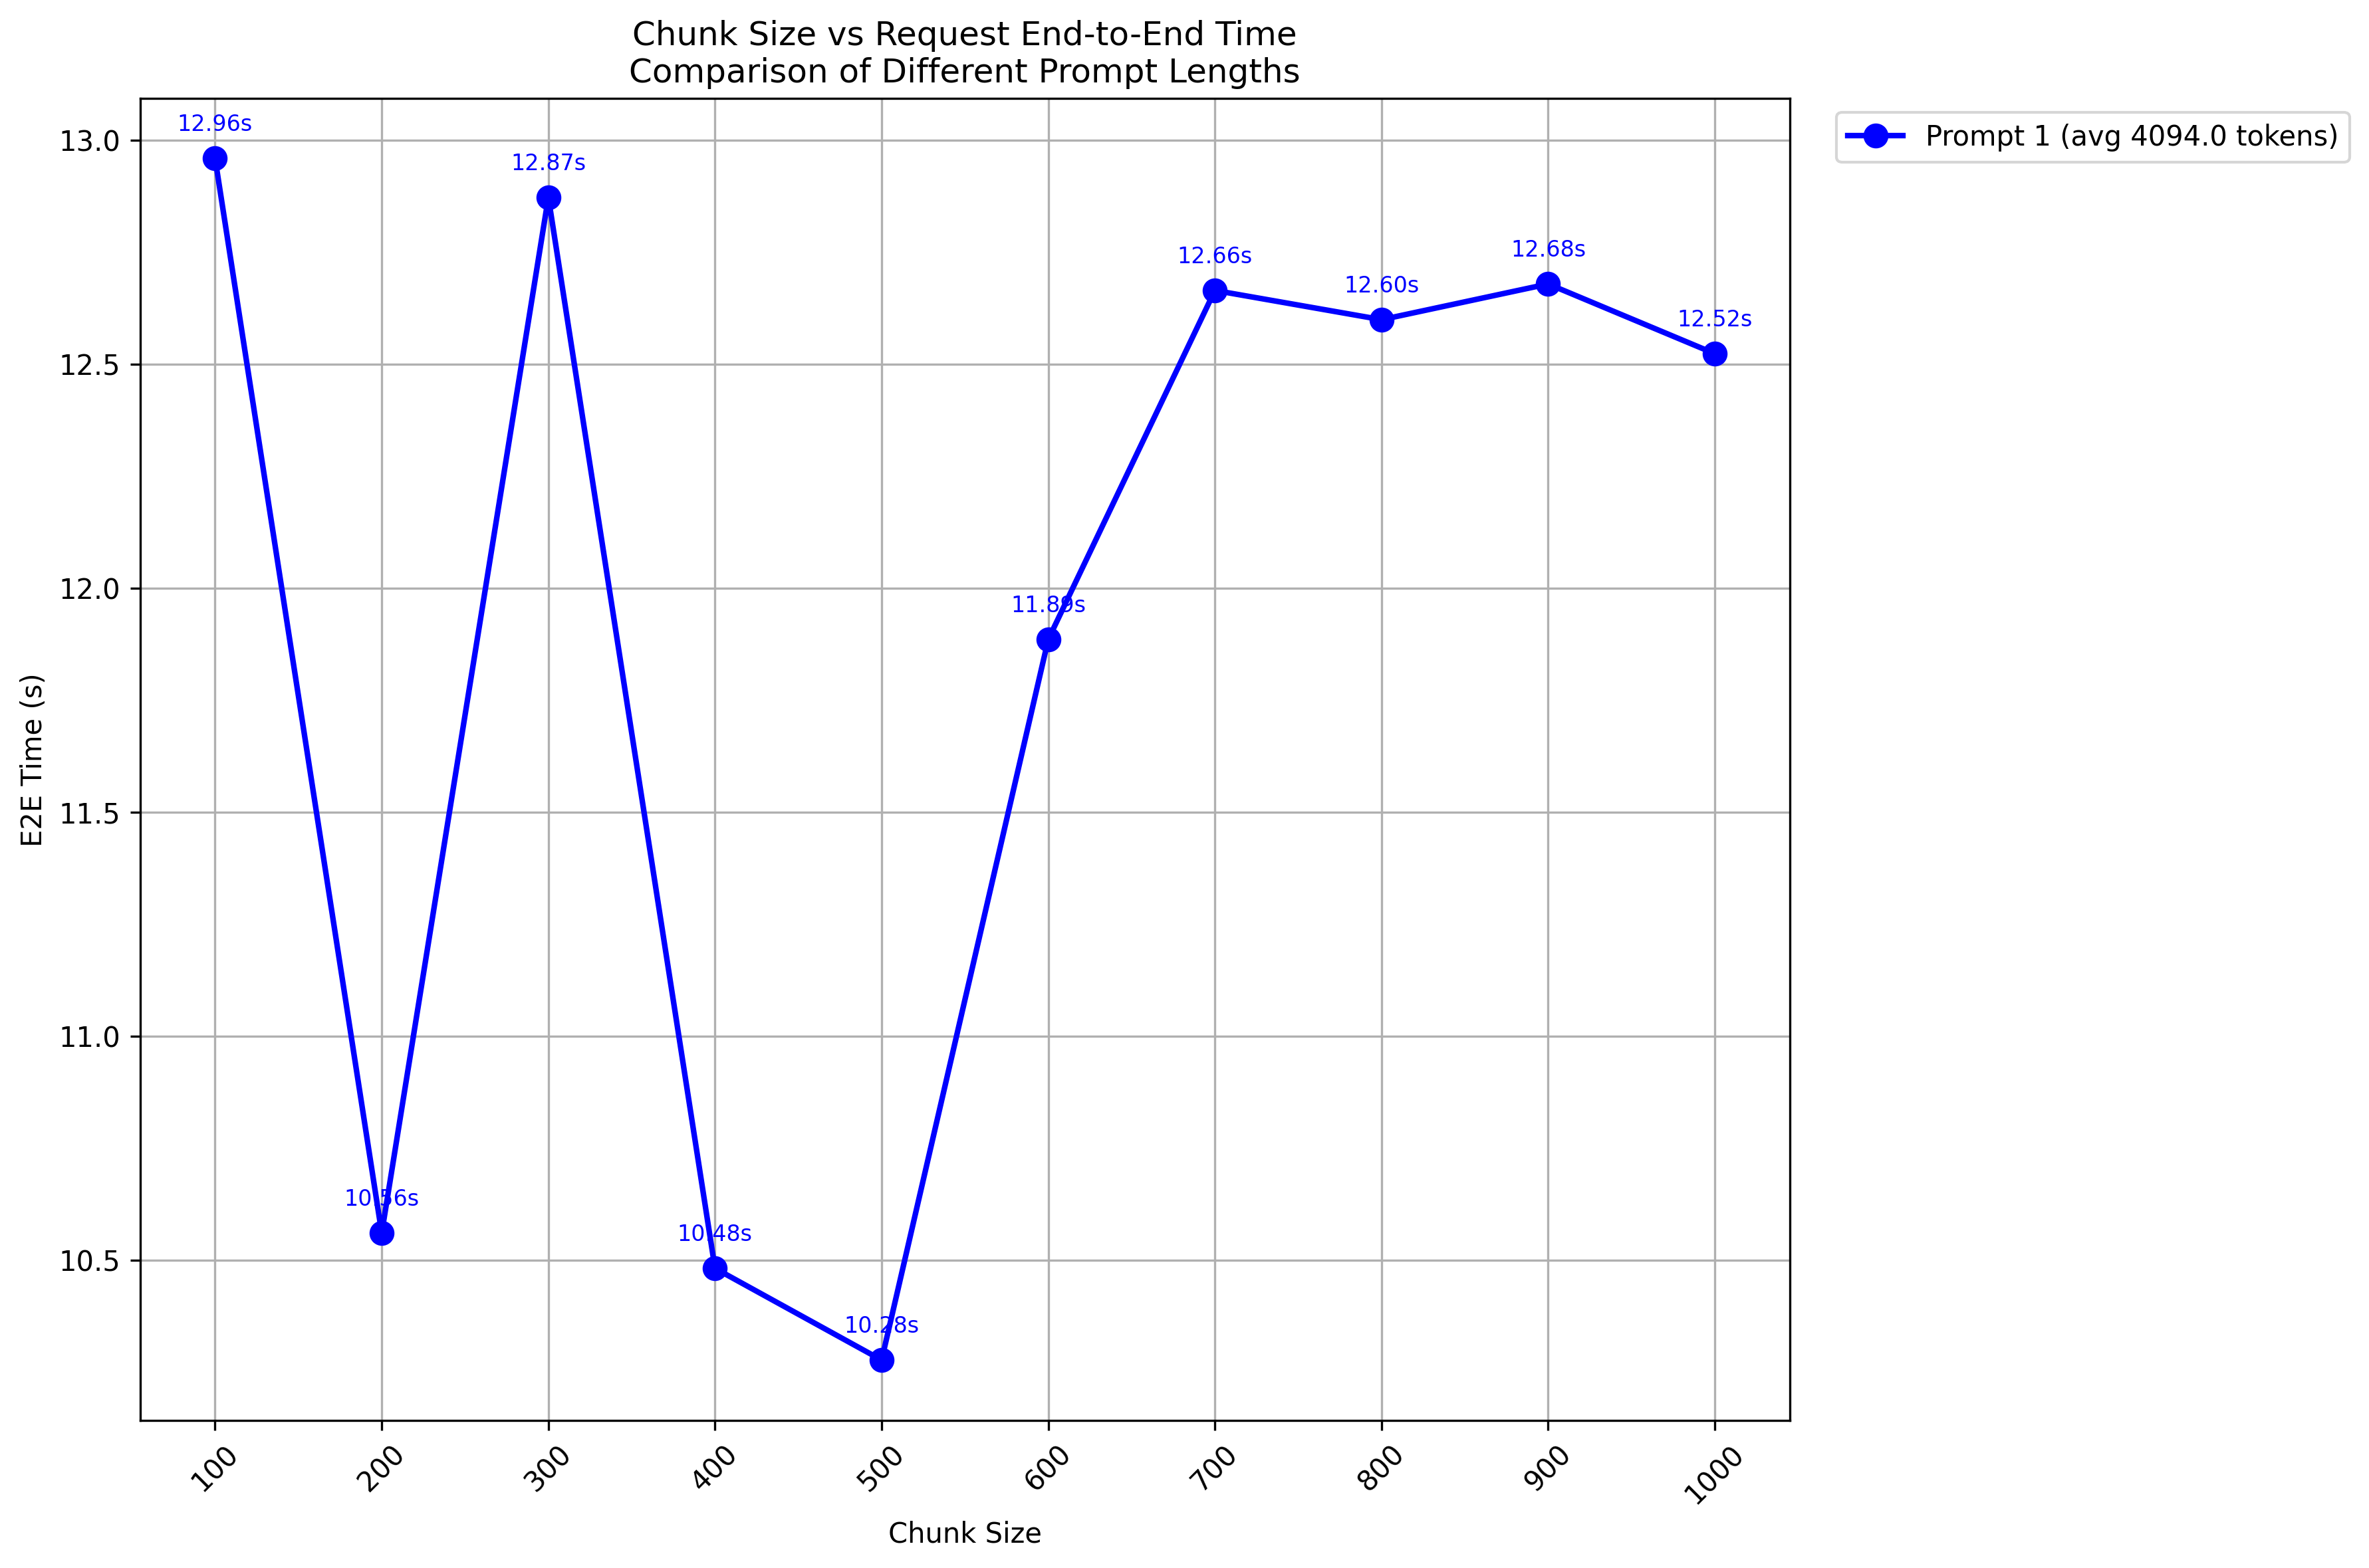 Chunk Size vs Request End-to-End Time
Comparison of Different Prompt Lengths
Prompt 1 (avg 4094.0 tokens)
E2E Time (s)
13.0
12.5
12.0
11.5
11.0
10.5
12.96s
10.56s
12.87s
10.48s
10.28s
11.89s
12.66s
12.60s
12.68s
12.52s
100
200
300
400
500
600
700
800
900
1000
Chunk Size